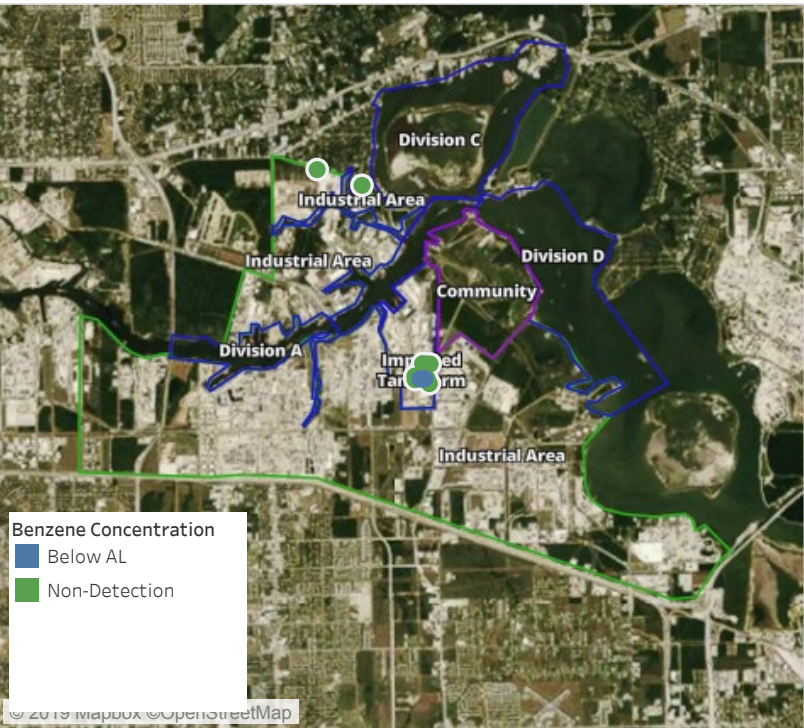 Division C
Industrial Area
Division D
Industrial Area
Community
Division A
Industrial Area
Benzene Concentration
Below AL
Non-Detection
© 2019 Mapbox ©OpenStreetMap